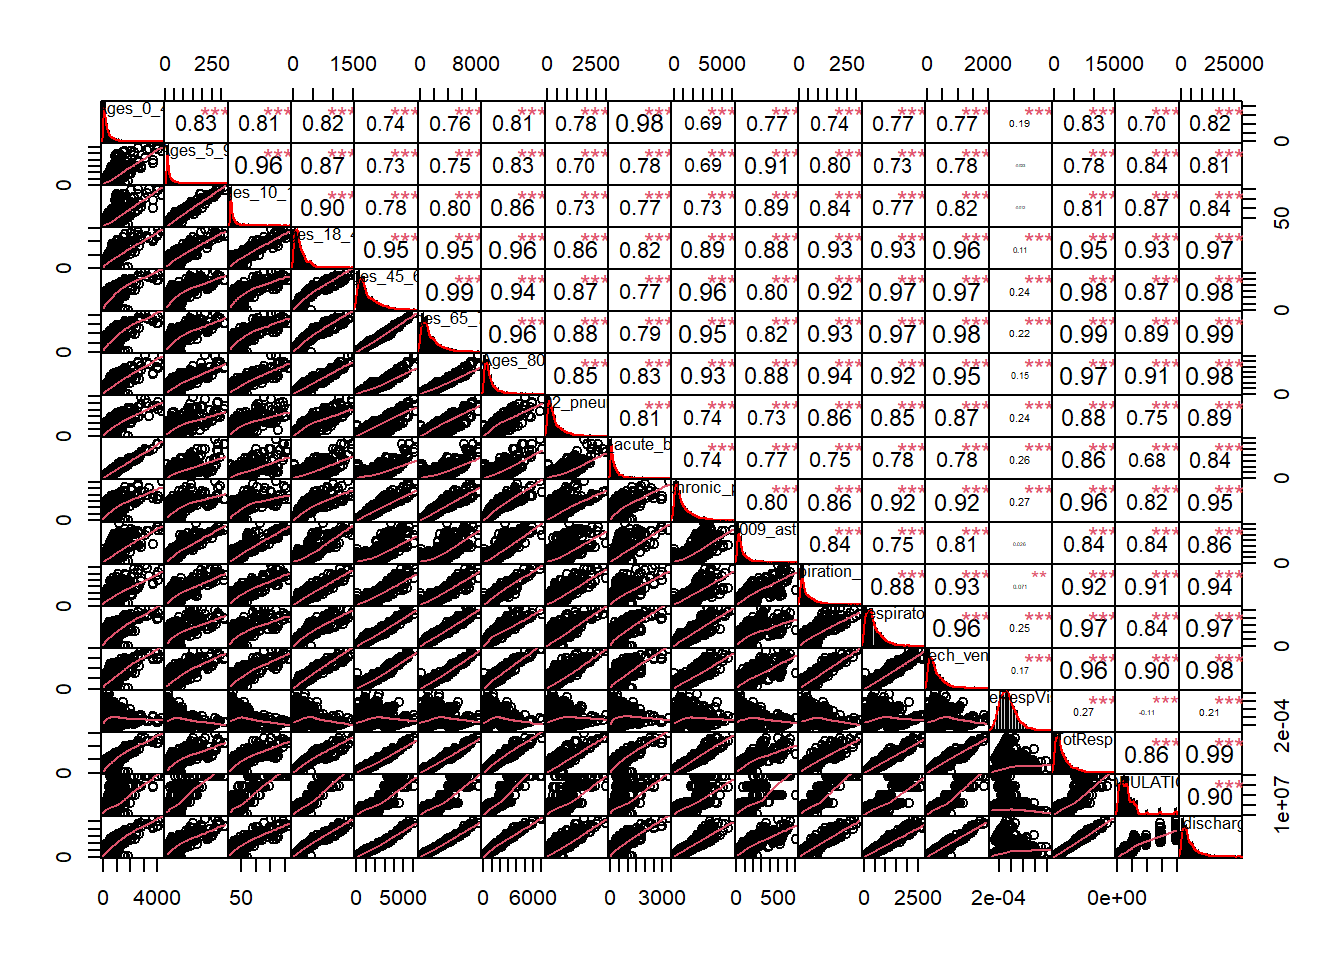 0 250 0 1500 0 8000 0 2500 0 5000 0 250 0 2000 0 15000 0 25000
ges_0_4 0.83 *** 0.81 *** 0.82 *** 0.74 *** 0.76 *** 0.81 *** 0.78 *** 0.98 *** 0.69 *** 0.77 *** 0.74 *** 0.77 *** 0.77 *** 0.19 *** 0.83 *** 0.70 *** 0.82 *** 0
0 ges_5_9 0.96 *** 0.87 *** 0.73 *** 0.75 *** 0.83 *** 0.70 *** 0.78 *** 0.69 *** 0.91 *** 0.80 *** 0.73 *** 0.78 *** 0.78 *** 0.84 *** 0.81 ***
es_10_1 0.90 *** 0.78 *** 0.80 *** 0.86 *** 0.73 *** 0.77 *** 0.73 *** 0.89 *** 0.84 *** 0.77 *** 0.82 *** 0.81 *** 0.87 *** 0.84 *** 50
0 es_18_4 0.95 *** 0.95 *** 0.96 *** 0.86 *** 0.82 *** 0.89 *** 0.88 *** 0.93 *** 0.93 *** 0.96 *** 0.11 *** 0.95 *** 0.93 *** 0.97 ***
es_45_6 0.99 *** 0.94 *** 0.87 *** 0.77 *** 0.96 *** 0.80 *** 0.92 *** 0.97 *** 0.97 *** 0.24 *** 0.98 *** 0.87 *** 0.98 *** 0
0 es_65_ 0.96 *** 0.88 *** 0.79 *** 0.95 *** 0.82 *** 0.93 *** 0.97 *** 0.98 *** 0.22 *** 0.99 *** 0.89 *** 0.99 ***
Ages_80 0.85 *** 0.83 *** 0.93 *** 0.88 *** 0.94 *** 0.92 *** 0.95 *** 0.15 *** 0.97 *** 0.91 *** 0.98 *** 0
0 2_pneu 0.81 *** 0.74 *** 0.73 *** 0.86 *** 0.85 *** 0.87 *** 0.24 *** 0.88 *** 0.75 *** 0.89 ***
acute_b 0.74 *** 0.77 *** 0.75 *** 0.78 *** 0.78 *** 0.26 *** 0.86 *** 0.68 *** 0.84 *** 0
0 hronic_p 0.80 *** 0.86 *** 0.92 *** 0.92 *** 0.27 *** 0.96 *** 0.82 *** 0.95 ***
009_ast 0.84 *** 0.75 *** 0.81 *** 0.026 0.84 *** 0.84 *** 0.86 *** 0
0 piration_ 0.88 *** 0.93 *** 0.071 ** 0.92 *** 0.91 *** 0.94 ***
espirato 0.96 *** 0.25 *** 0.97 *** 0.84 *** 0.97 *** 0
0 ech_ven 0.17 *** 0.96 *** 0.90 *** 0.98 ***
eRespVi 0.27 *** -0.11 *** 0.21 *** 2e-04
0 otResp 0.86 *** 0.99 ***
ULATIO 0.90 *** 1e+07
0 discharg
0 4000 50 0 5000 0 6000 0 3000 0 500 0 2500 2e-04 0e+00